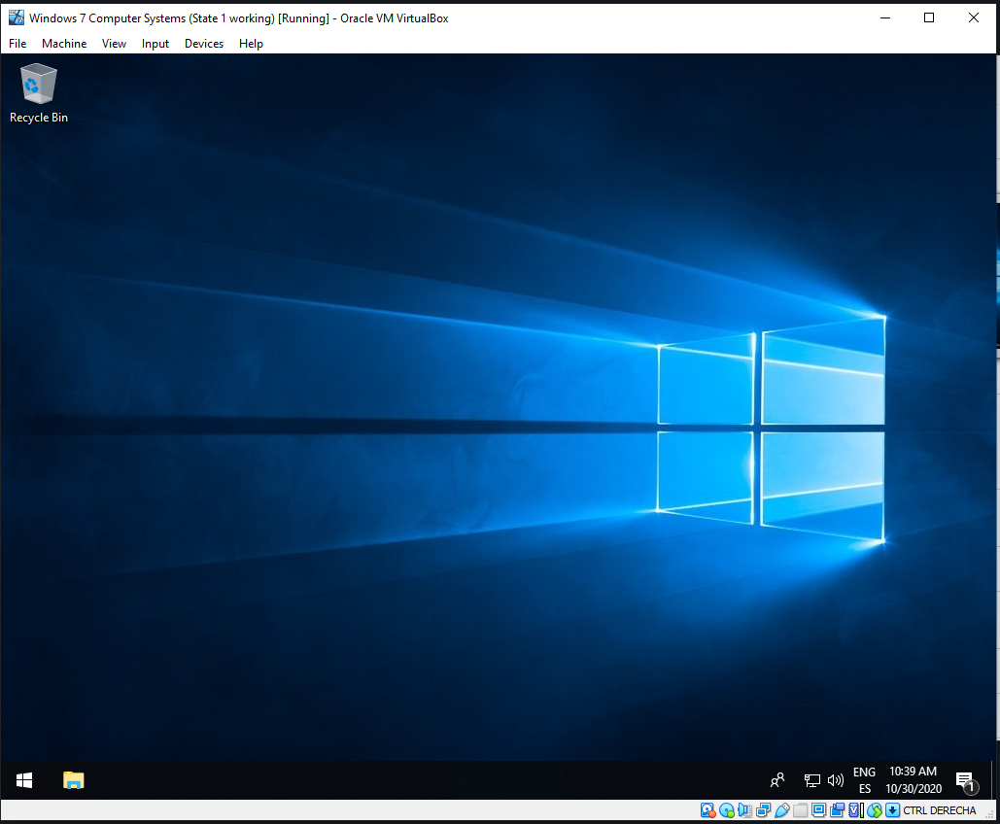 Windows 7 Computer Systems (State 1 working) [Running] - Oracle VM VirtualBox
File Machine View Input Devices Help
Recycle Bin
ENG 10:39 AM
ES 10/30/2020
1
CTRL DERECHA